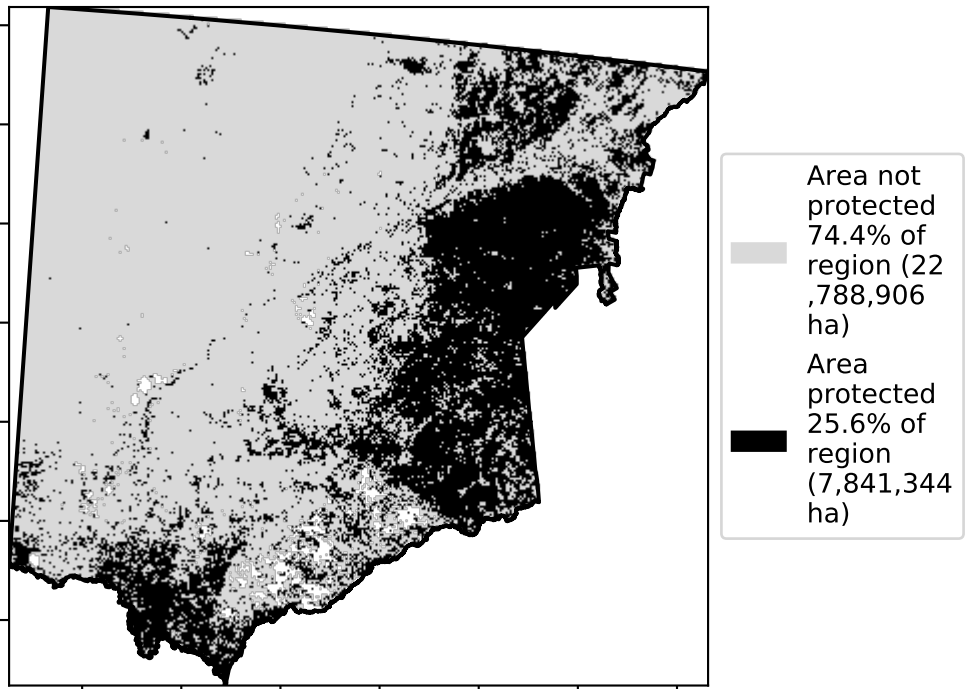 Area not
protected
74.4% of
region (22
,788,906
ha)
Area
protected
25.6% of
region
(7,841,344
ha)